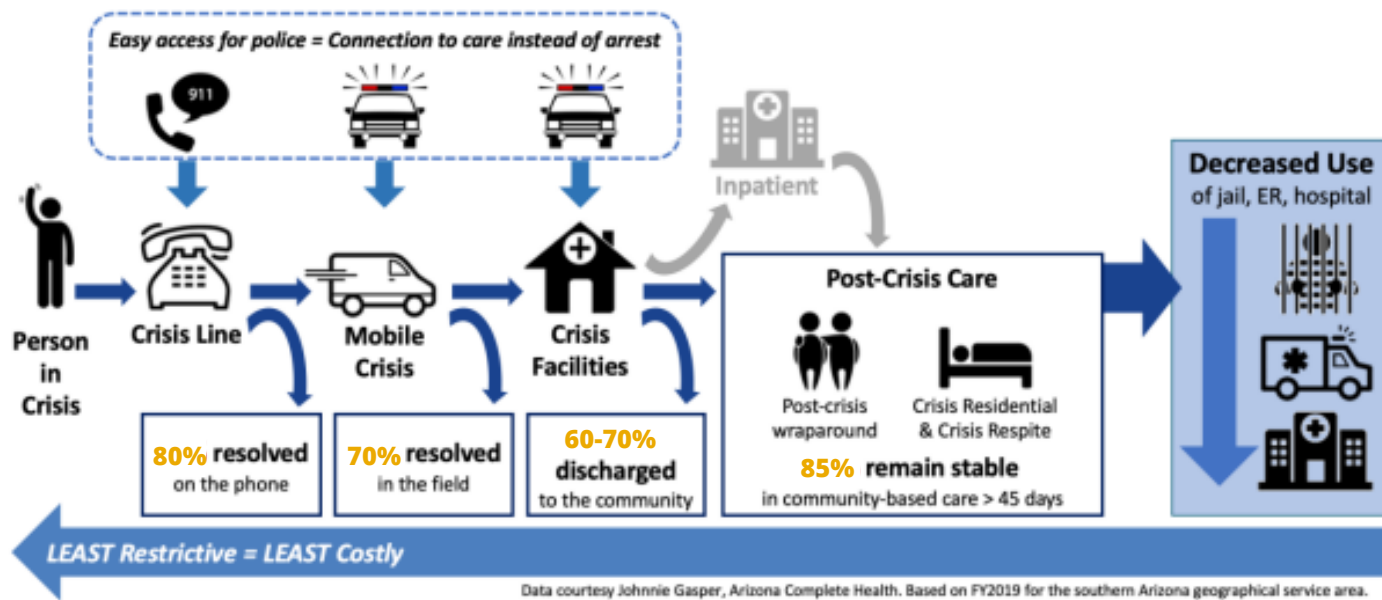 Easy access for police = Connection to care instead of arrest
911
Inpatient
Person
in
Crisis
Crisis Line
Mobile
Crisis
Crisis
Facilities
80% resolved
on the phone
70% resolved
in the field
60-70%
discharged
to the community
Post-Crisis Care
Post-crisis
wraparound
Crisis Residential
& Crisis Respite
85% remain stable
in community-based care > 45 days
Decreased Use
of jail, ER, hospital
LEAST Restrictive = LEAST Costly
Data courtesy Johnnie Gasper, Arizona Complete Health. Based on FY2019 for the southern Arizona geographical service area.